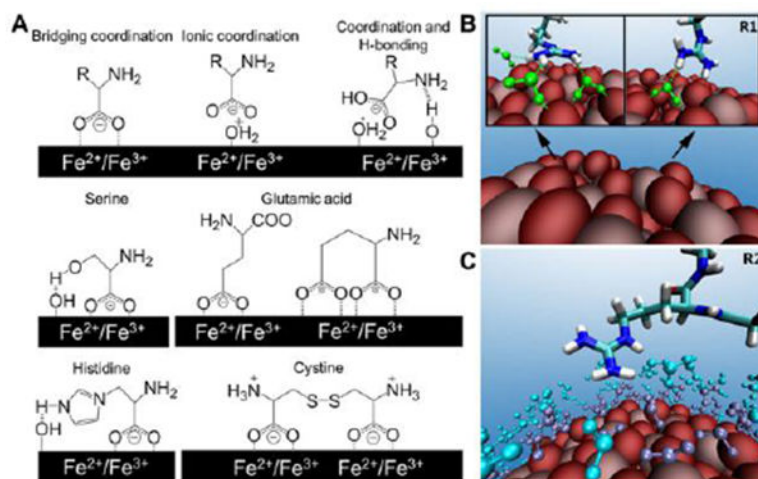 A
Bridging coordination
Ionic coordination
Coordination and
H-bonding
R
NH₂
O
O
Fe²⁺/Fe³⁺
R
NH₂
O
O
OH₂
Fe²⁺/Fe³⁺
R
NH₂
HO
O
OH₂
H
O
Fe²⁺/Fe³⁺
Serine
Glutamic acid
H
O
NH₂
OH
O
O
Fe²⁺/Fe³⁺
H₂N
COO
O
O
Fe²⁺/Fe³⁺
NH₂
O
O
O
O
Fe²⁺/Fe³⁺
Histidine
Cystine
H
N
N
NH₂
OH
O
O
Fe²⁺/Fe³⁺
H₃N
+
S
S
NH₃
+
O
O
O
O
Fe²⁺/Fe³⁺
Fe²⁺/Fe³⁺
B
R1
C
R2